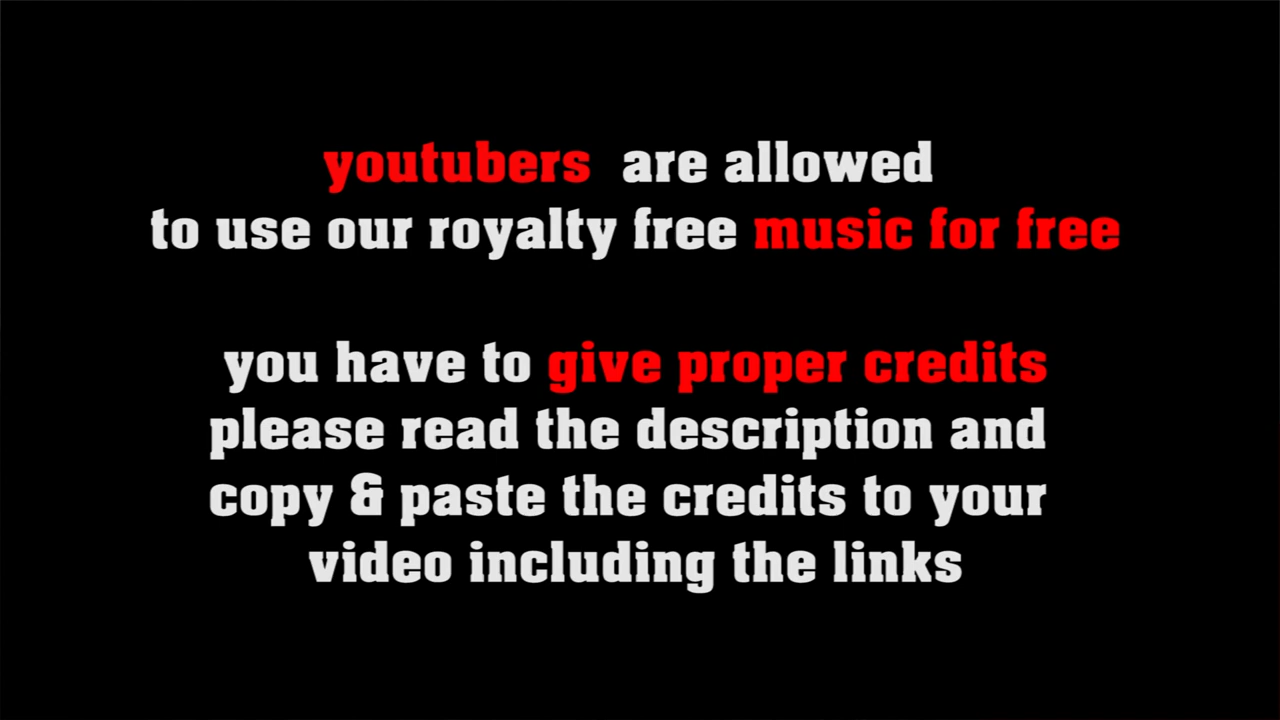 youtubers are allowed
to use our royalty free music for free
you have to give proper credits
please read the description and
copy & paste the credits to your
video including the links